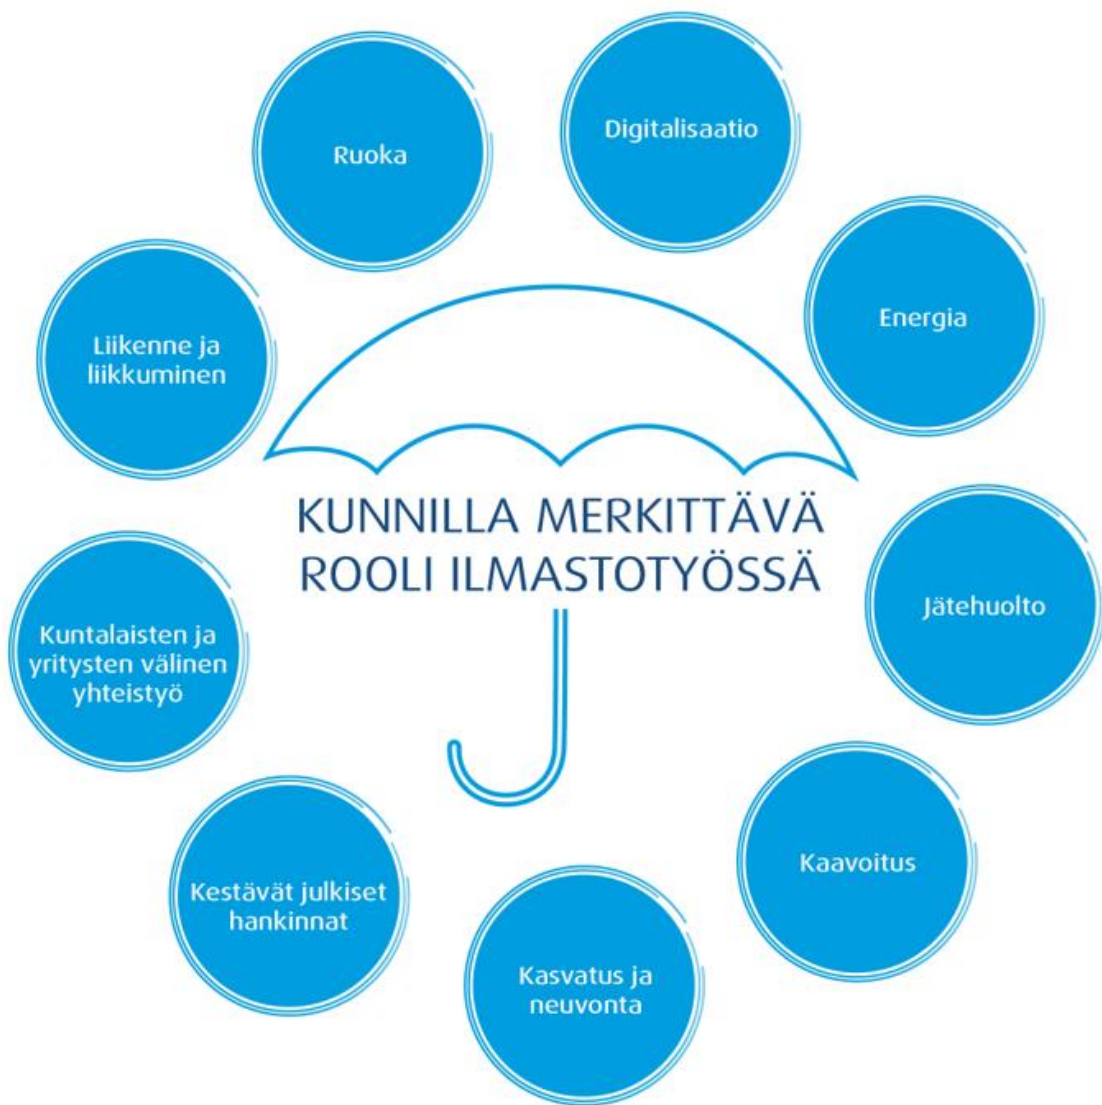 Ruoka
Digitalisaatio
Energia
Liikenne ja
liikkuminen
KUNNILLA MERKITTÄVÄ
ROOLI ILMASTOTYÖSSÄ
Jätehuolto
Kuntalaisten ja
yritysten välinen
yhteistyö
Kaavoitus
Kestävät julkiset
hankinnat
Kasvatus ja
neuvonta